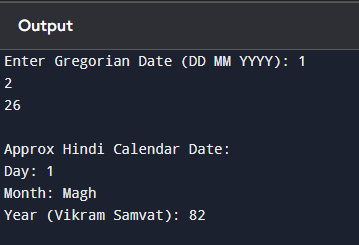 Output
Enter Gregorian Date (DD MM YYYY): 1
2
26
Approx Hindi Calendar Date:
Day: 1
Month: Magh
Year (Vikram Samvat): 82